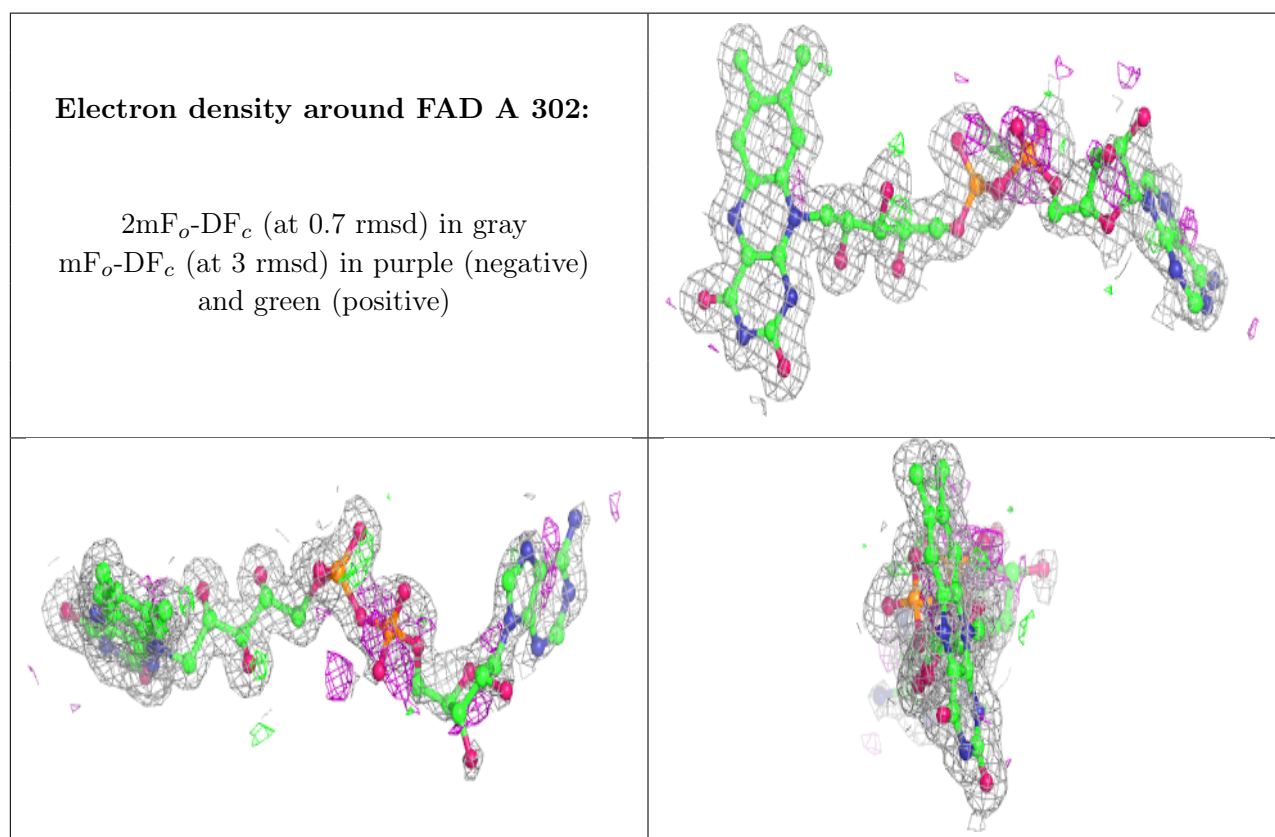 Electron density around FAD A 302:
2mFo-DFc (at 0.7 rmsd) in gray
mFo-DFc (at 3 rmsd) in purple (negative)
and green (positive)